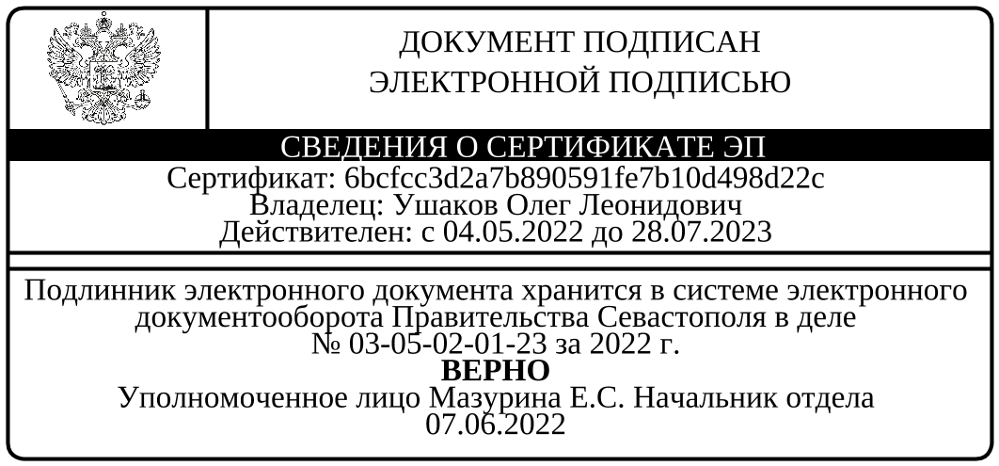 ДОКУМЕНТ ПОДПИСАН
ЭЛЕКТРОННОЙ ПОДПИСЬЮ
СВЕДЕНИЯ О СЕРТИФИКАТЕ ЭП
Сертификат: 6bcfcc3d2a7b890591fe7b10d498d22c
Владелец: Ушаков Олег Леонидович
Действителен: с 04.05.2022 до 28.07.2023
Подлинник электронного документа хранится в системе электронного
документооборота Правительства Севастополя в деле
№ 03-05-02-01-23 за 2022 г.
ВЕРНО
Уполномоченное лицо Мазурина Е.С. Начальник отдела
07.06.2022